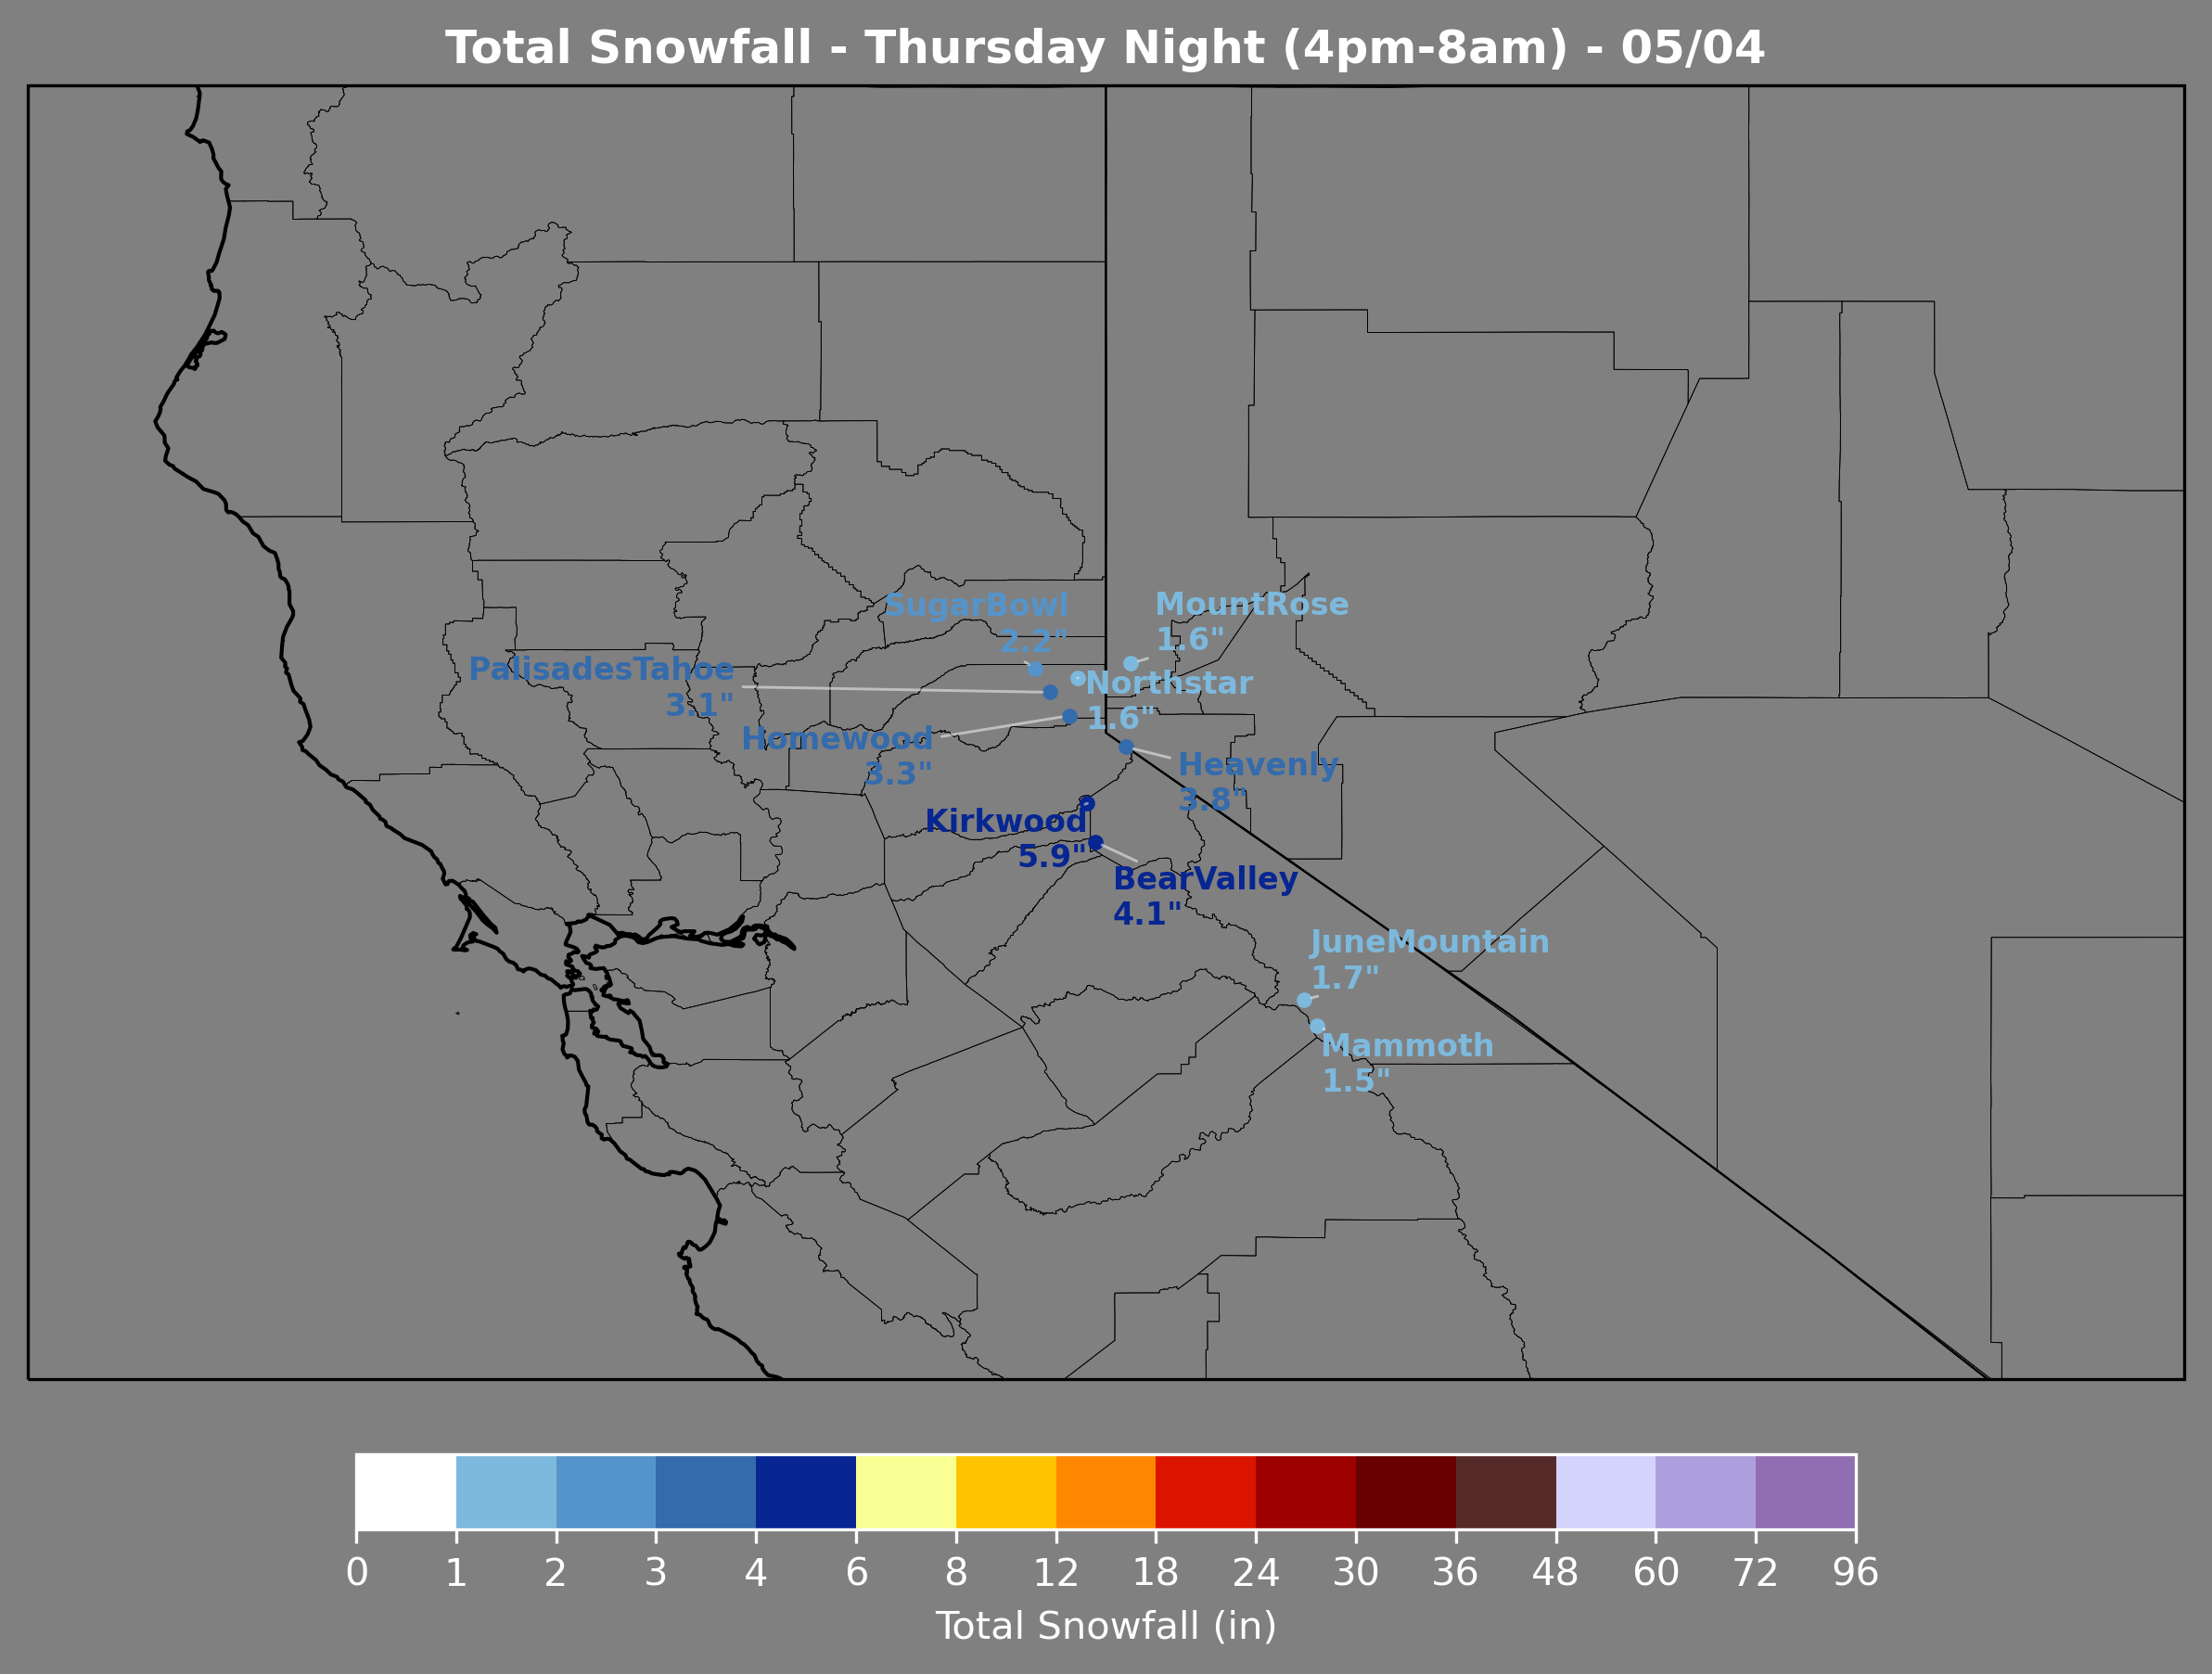 Total Snowfall - Thursday Night (4pm-8am) - 05/04
SugarBowl
2.2"
MountRose
1.6"
PalisadesTahoe
3.1"
Northstar
1.6"
Homewood
3.3"
Heavenly
3.8"
Kirkwood
5.9"
BearValley
4.1"
JuneMountain
1.7"
Mammoth
1.5"
0 1 2 3 4 6 8 12 18 24 30 36 48 60 72 96
Total Snowfall (in)